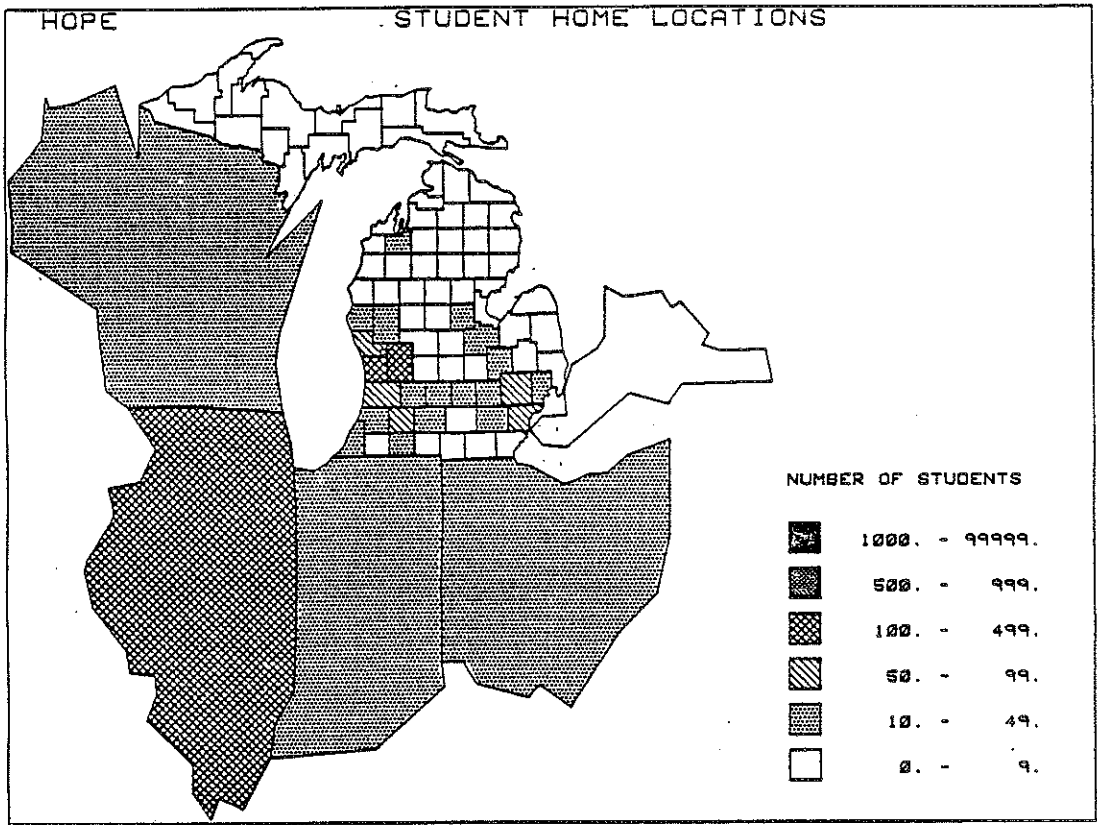 HOPE STUDENT HOME LOCATIONS
NUMBER OF STUDENTS
1000. - 99999.
500. - 999.
100. - 499.
50. - 99.
10. - 49.
0. - 9.